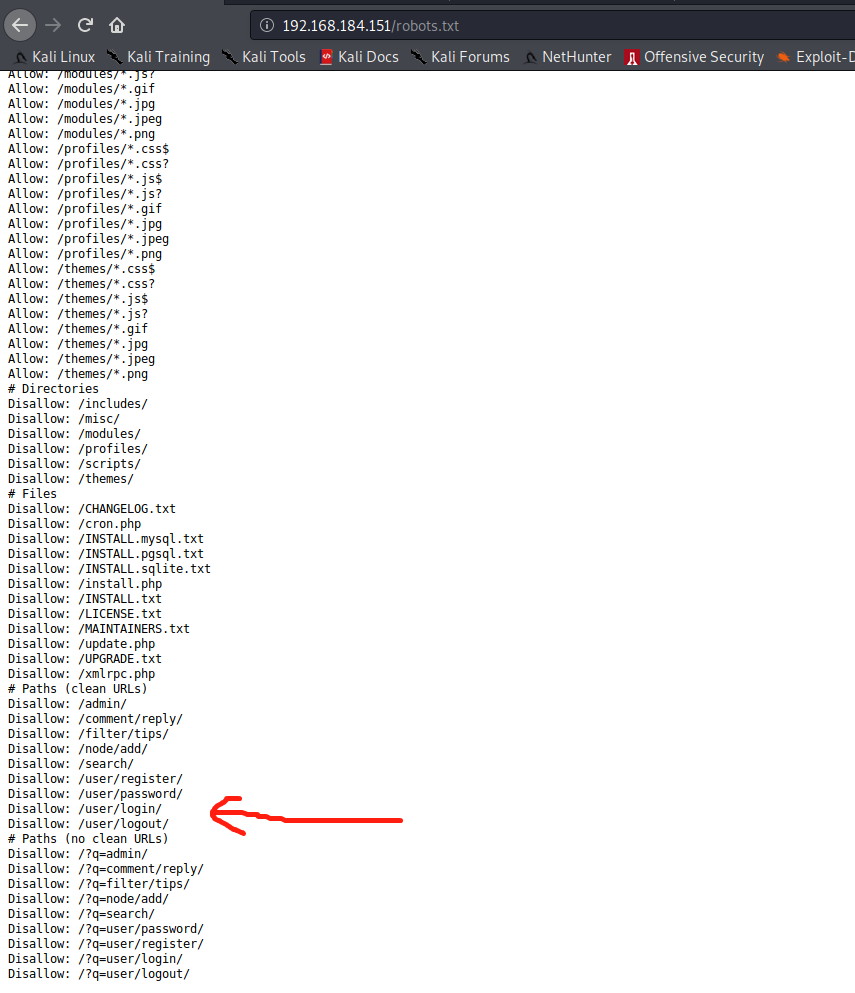 192.168.184.151/robots.txt
Kali Linux Kali Training Kali Tools Kali Docs Kali Forums NetHunter Offensive Security Exploit-D
Allow: /modules/*.js?
Allow: /modules/*.gif
Allow: /modules/*.jpg
Allow: /modules/*.jpeg
Allow: /modules/*.png
Allow: /profiles/*.css$
Allow: /profiles/*.css?
Allow: /profiles/*.js$
Allow: /profiles/*.js?
Allow: /profiles/*.gif
Allow: /profiles/*.jpg
Allow: /profiles/*.jpeg
Allow: /profiles/*.png
Allow: /themes/*.css$
Allow: /themes/*.css?
Allow: /themes/*.js$
Allow: /themes/*.js?
Allow: /themes/*.gif
Allow: /themes/*.jpg
Allow: /themes/*.jpeg
Allow: /themes/*.png
# Directories
Disallow: /includes/
Disallow: /misc/
Disallow: /modules/
Disallow: /profiles/
Disallow: /scripts/
Disallow: /themes/
# Files
Disallow: /CHANGELOG.txt
Disallow: /cron.php
Disallow: /INSTALL.mysql.txt
Disallow: /INSTALL.pgsql.txt
Disallow: /INSTALL.sqlite.txt
Disallow: /install.php
Disallow: /INSTALL.txt
Disallow: /LICENSE.txt
Disallow: /MAINTAINERS.txt
Disallow: /update.php
Disallow: /UPGRADE.txt
Disallow: /xmlrpc.php
# Paths (clean URLs)
Disallow: /admin/
Disallow: /comment/reply/
Disallow: /filter/tips/
Disallow: /node/add/
Disallow: /search/
Disallow: /user/register/
Disallow: /user/password/
Disallow: /user/login/
Disallow: /user/logout/
# Paths (no clean URLs)
Disallow: /?q=admin/
Disallow: /?q=comment/reply/
Disallow: /?q=filter/tips/
Disallow: /?q=node/add/
Disallow: /?q=search/
Disallow: /?q=user/password/
Disallow: /?q=user/register/
Disallow: /?q=user/login/
Disallow: /?q=user/logout/